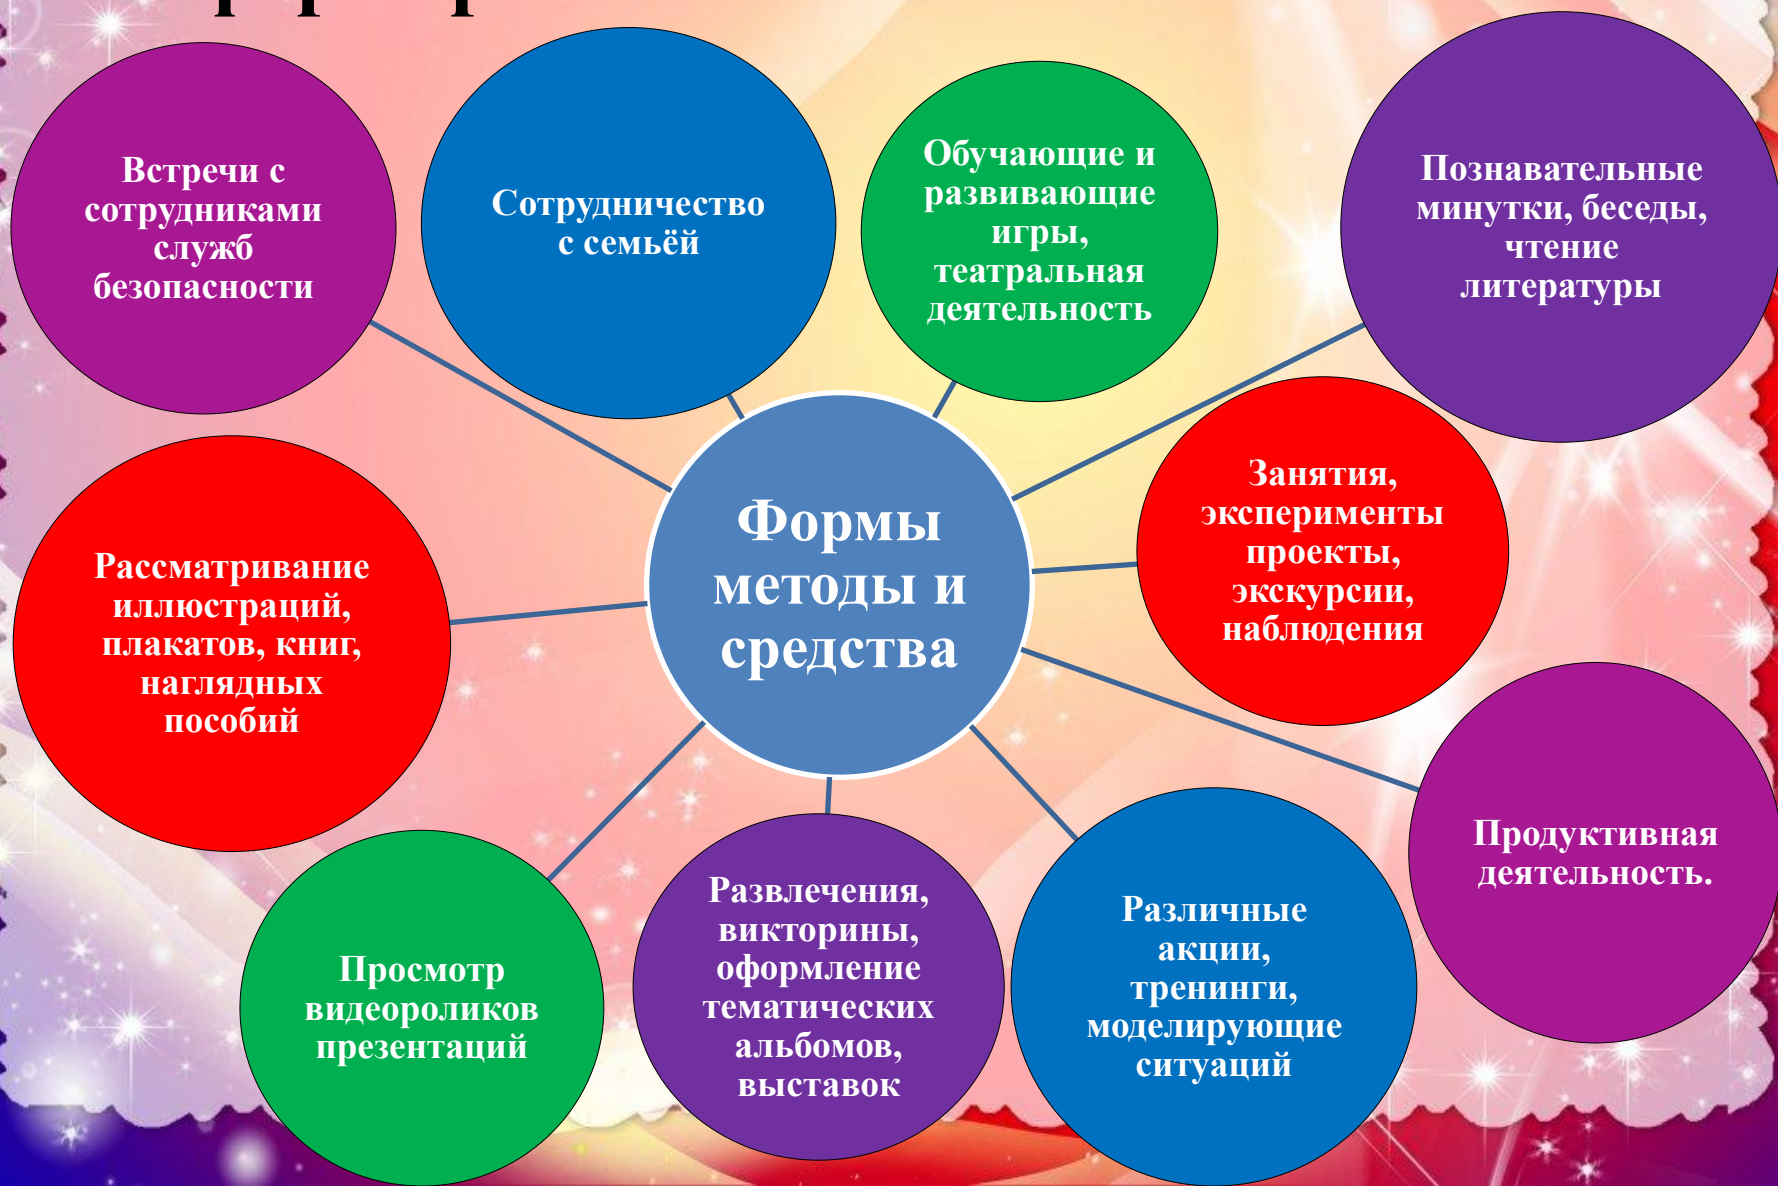 Встречи с
сотрудниками
служб
безопасности
Сотрудничество
с семьёй
Обучающие и
развивающие
игры,
театральная
деятельность
Познавательные
минутки, беседы,
чтение
литературы
Формы
методы и
средства
Занятия,
эксперименты
проекты,
экскурсии,
наблюдения
Рассматривание
иллюстраций,
плакатов, книг,
наглядных
пособий
Продуктивная
деятельность.
Просмотр
видеороликов
презентаций
Развлечения,
викторины,
оформление
тематических
альбомов,
выставок
Различные
акции,
тренинги,
моделирующие
ситуаций